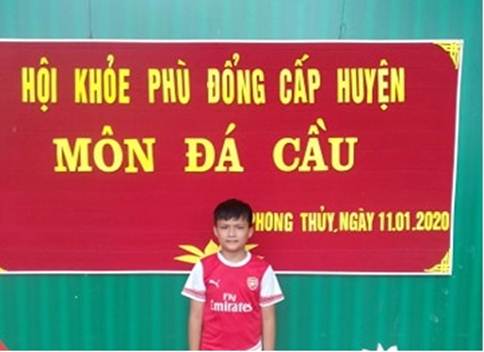 HỘI KHỎE PHÙ ĐỔNG CẤP HUYỆN
MÔN ĐÁ CẦU
PHONG THỦY, NGÀY 11.01.2020
Fly
Emirates